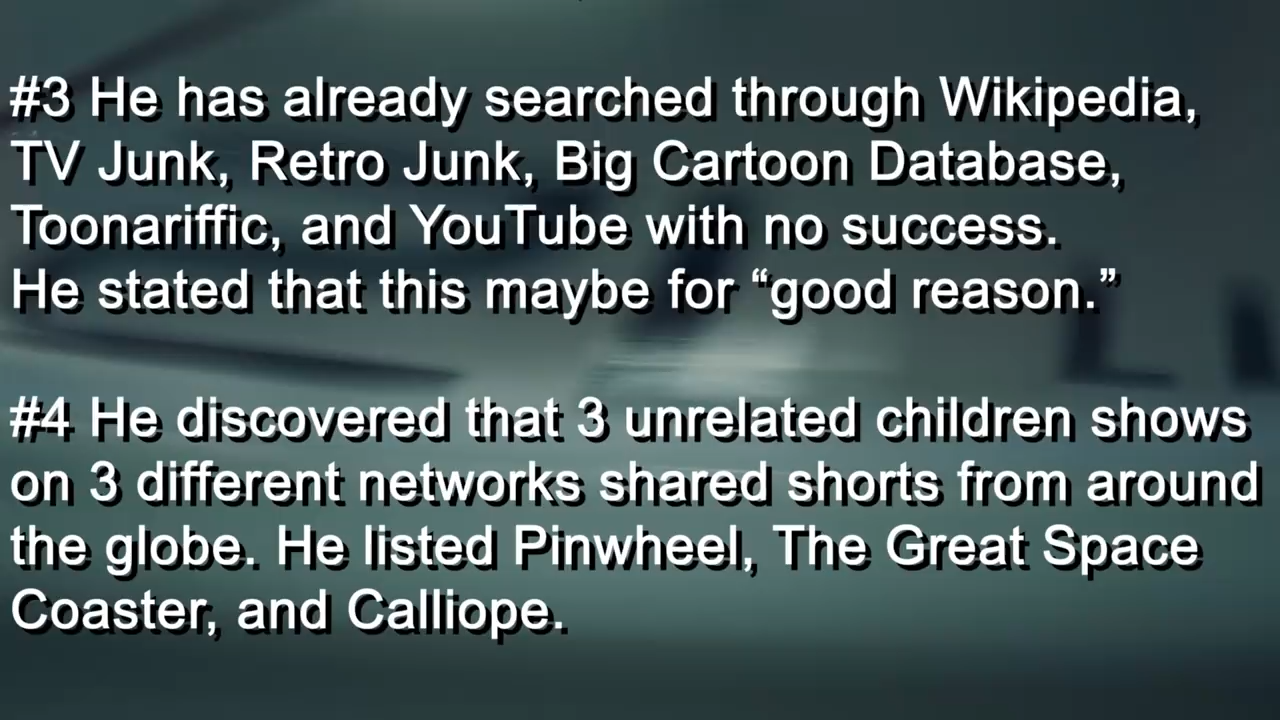 #3 He has already searched through Wikipedia,
TV Junk, Retro Junk, Big Cartoon Database,
Toonariffic, and YouTube with no success.
He stated that this maybe for “good reason.”
#4 He discovered that 3 unrelated children shows
on 3 different networks shared shorts from around
the globe. He listed Pinwheel, The Great Space
Coaster, and Calliope.